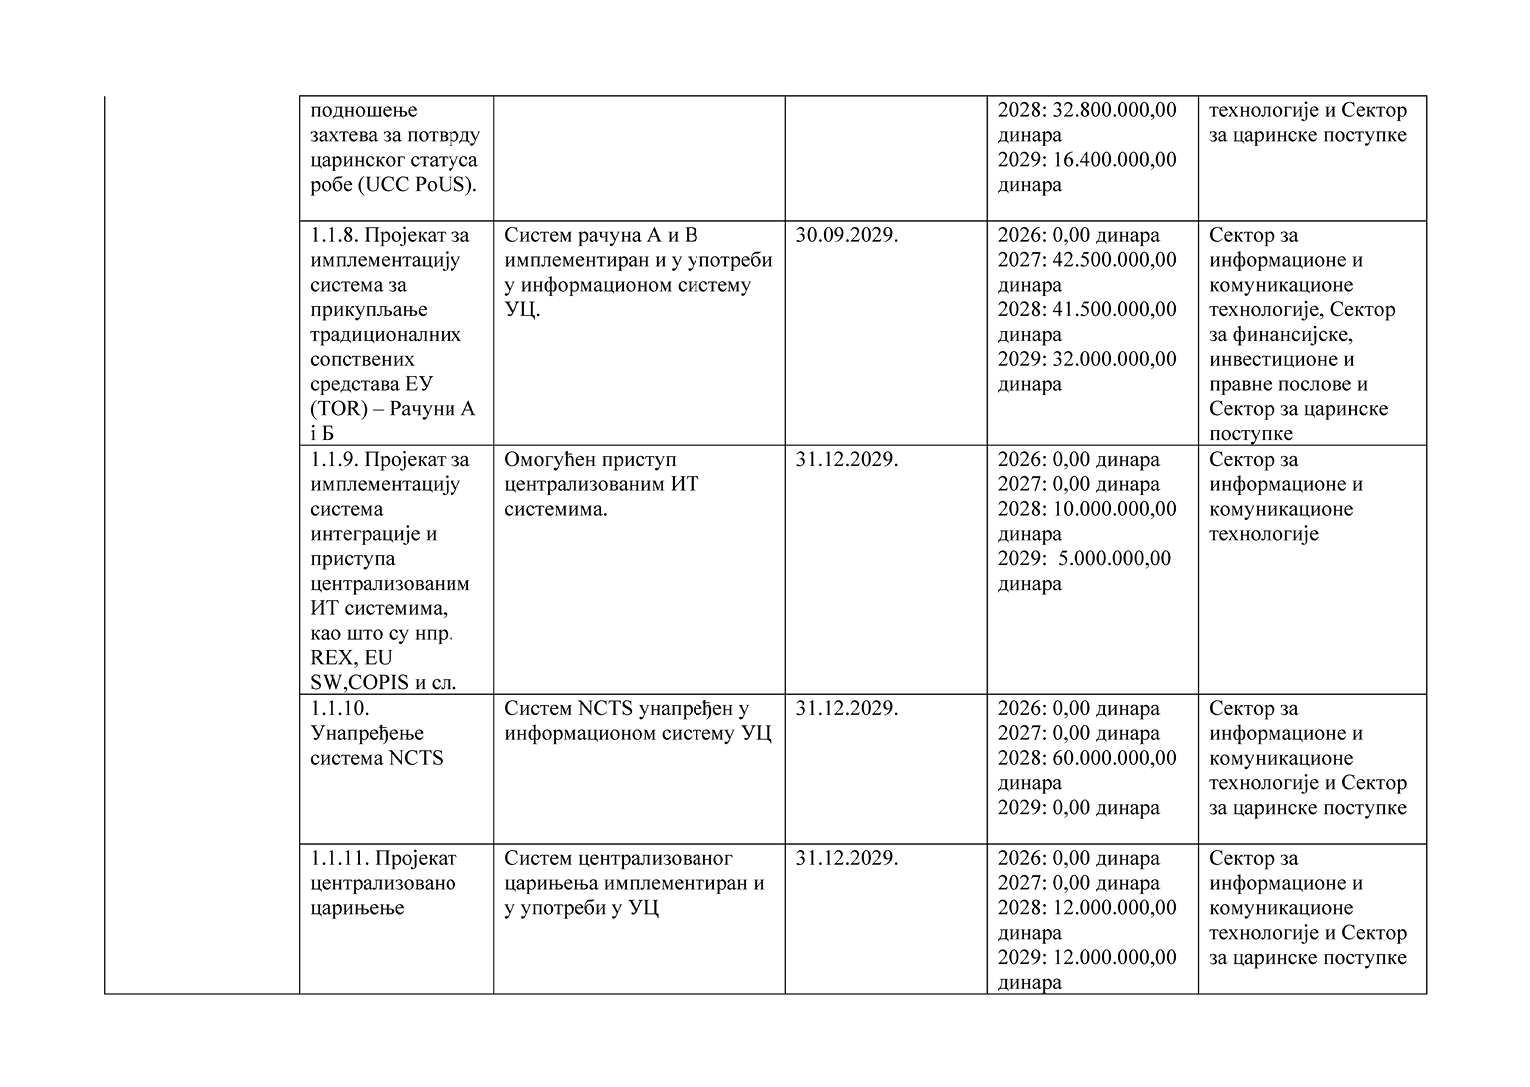 подношење
захтева за потврду
царинског статуса
робе (UCC PoUS).
2028: 32.800.000,00
динара
2029: 16.400.000,00
динара
технологије и Сектор
за царинске поступке
1.1.8. Пројекат за
имплементацију
система за
прикупљање
традиционалних
сопствених
средстава ЕУ
(TOR) – Рачуни А
і Б
Систем рачуна А и В
имплементиран и у употреби
у информационом систему
УЦ.
30.09.2029.
2026: 0,00 динара
2027: 42.500.000,00
динара
2028: 41.500.000,00
динара
2029: 32.000.000,00
динара
Сектор за
информационе и
комуникационе
технологије, Сектор
за финансијске,
инвестиционе и
правне послове и
Сектор за царинске
поступке
1.1.9. Пројекат за
имплементацију
система
интеграције и
приступа
централизованим
ИТ системима,
као што су нпр.
REX, EU
SW,COPIS и сл.
Омогућен приступ
централизованим ИТ
системима.
31.12.2029.
2026: 0,00 динара
2027: 0,00 динара
2028: 10.000.000,00
динара
2029:  5.000.000,00
динара
Сектор за
информационе и
комуникационе
технологије
1.1.10.
Унапређење
система NCTS
Систем NCTS унапређен у
информационом систему УЦ
31.12.2029.
2026: 0,00 динара
2027: 0,00 динара
2028: 60.000.000,00
динара
2029: 0,00 динара
Сектор за
информационе и
комуникационе
технологије и Сектор
за царинске поступке
1.1.11. Пројекат
централизовано
царињење
Систем централизованог
царињења имплементиран и
у употреби у УЦ
31.12.2029.
2026: 0,00 динара
2027: 0,00 динара
2028: 12.000.000,00
динара
2029: 12.000.000,00
динара
Сектор за
информационе и
комуникационе
технологије и Сектор
за царинске поступке